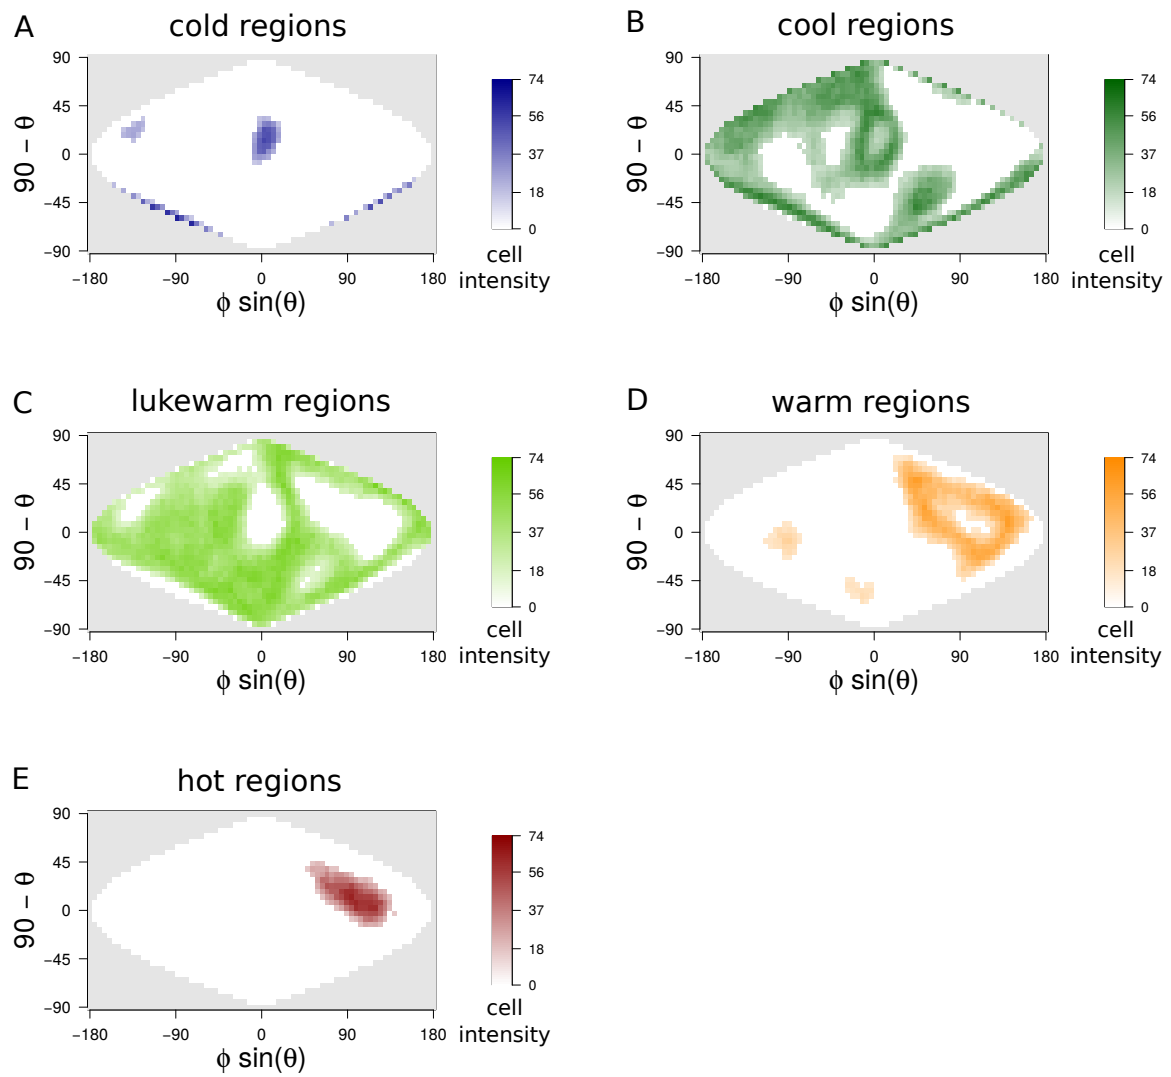 A
cold regions
90
45
0
−45
−90
90 − θ
−180
−90
0
90
180
ϕ sin(θ)
74
56
37
18
0
cell
intensity
B
cool regions
90
45
0
−45
−90
90 − θ
−180
−90
0
90
180
ϕ sin(θ)
74
56
37
18
0
cell
intensity
C
lukewarm regions
90
45
0
−45
−90
90 − θ
−180
−90
0
90
180
ϕ sin(θ)
74
56
37
18
0
cell
intensity
D
warm regions
90
45
0
−45
−90
90 − θ
−180
−90
0
90
180
ϕ sin(θ)
74
56
37
18
0
cell
intensity
E
hot regions
90
45
0
−45
−90
90 − θ
−180
−90
0
90
180
ϕ sin(θ)
74
56
37
18
0
cell
intensity